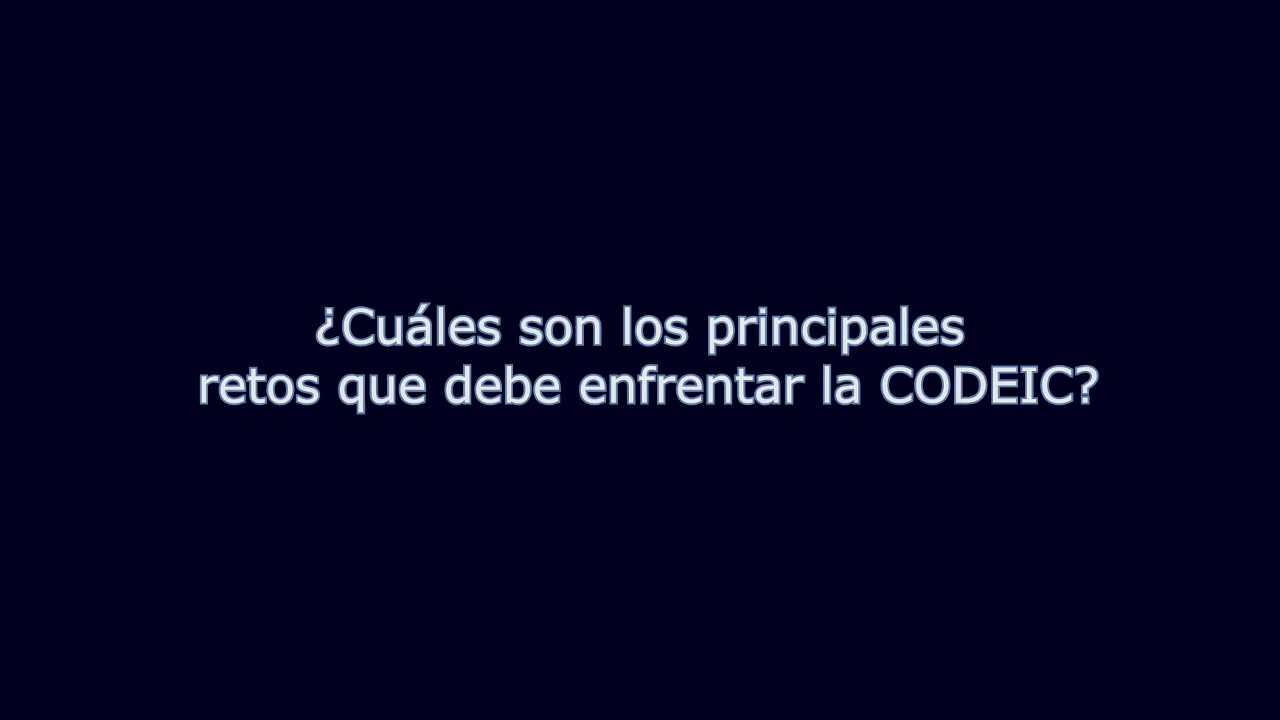 ¿Cuáles son los principales
retos que debe enfrentar la CODEIC?